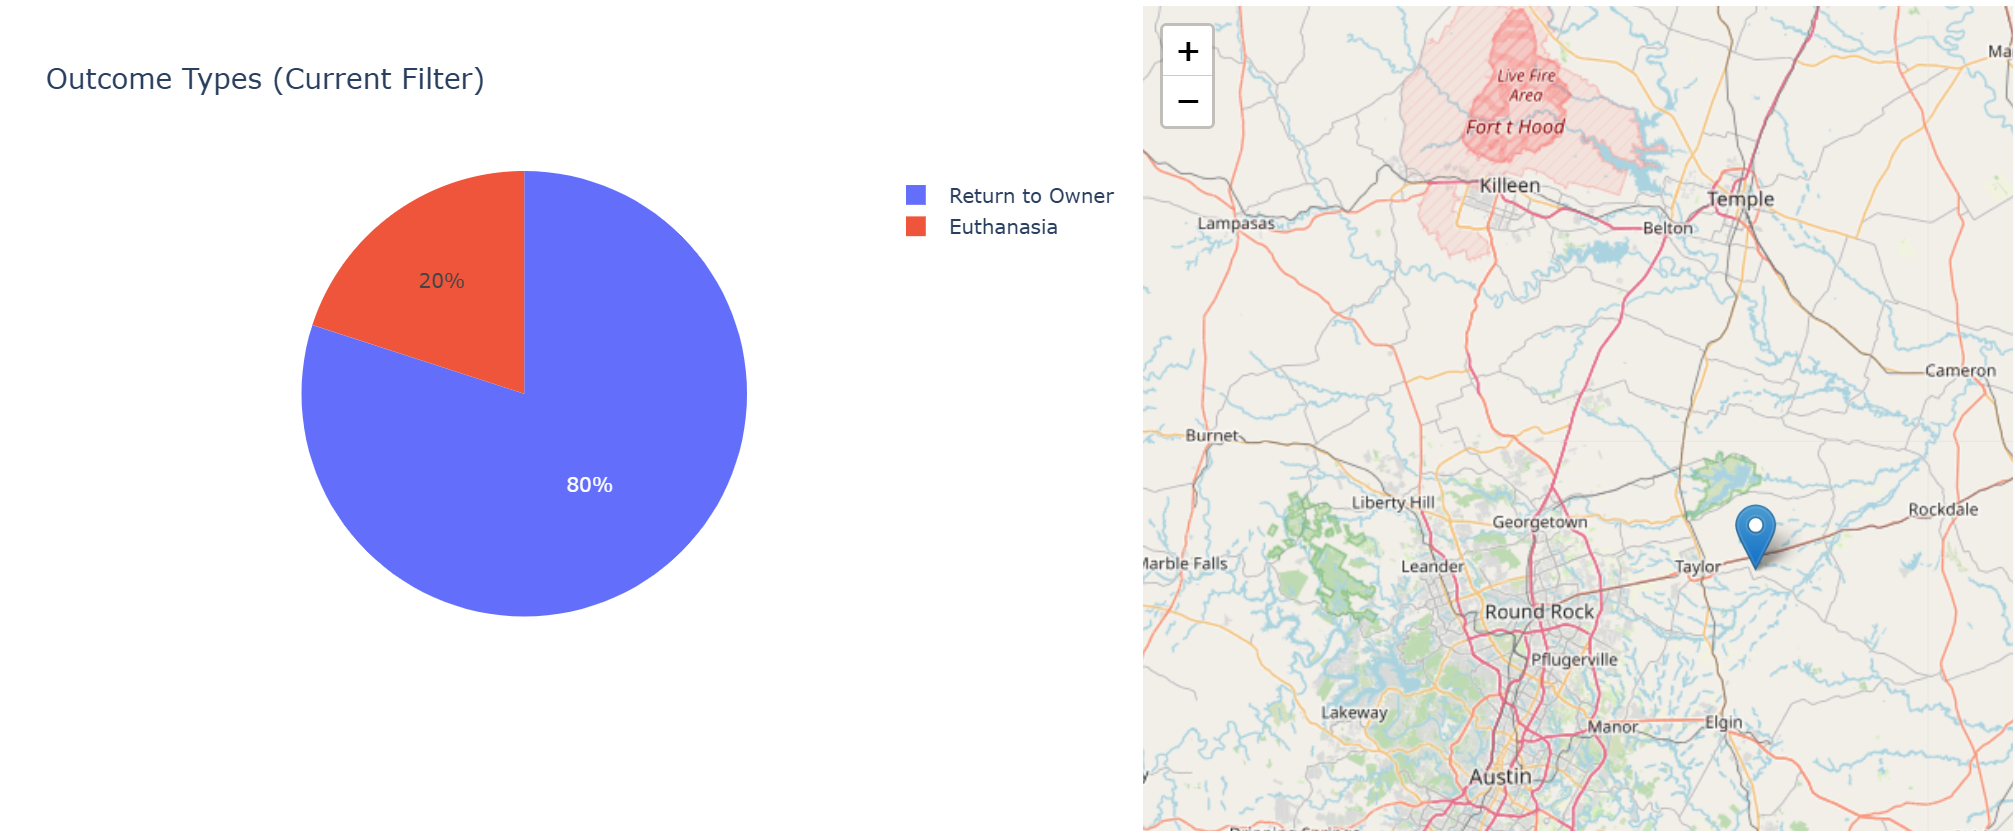 Outcome Types (Current Filter)
Return to Owner
Euthanasia
20%
80%
+
−
Live Fire
Area
Fort t Hood
Killeen
Temple
Lampasas
Belton
Cameron
Burnet
Liberty Hill
Georgetown
Rockdale
Marble Falls
Leander
Taylor
Round Rock
Pflugerville
Lakeway
Manor
Elgin
Austin